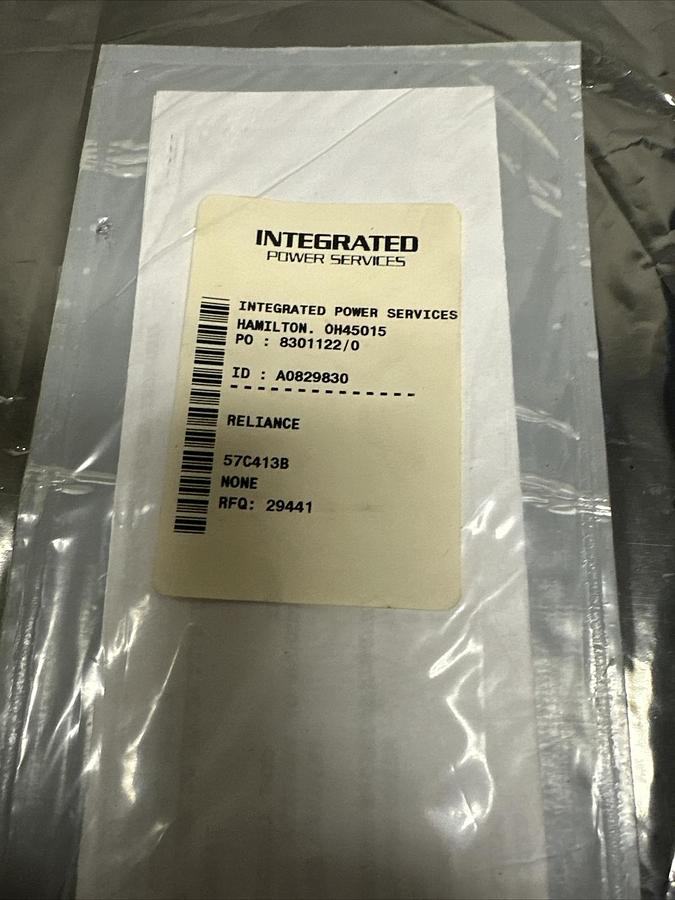 INTEGRATED
POWER SERVICES
INTEGRATED POWER SERVICES
HAMILTON. OH45015
PO : 8301122/0
ID : A0829830
---------------
RELIANCE
57C413B
NONE
RFQ: 29441